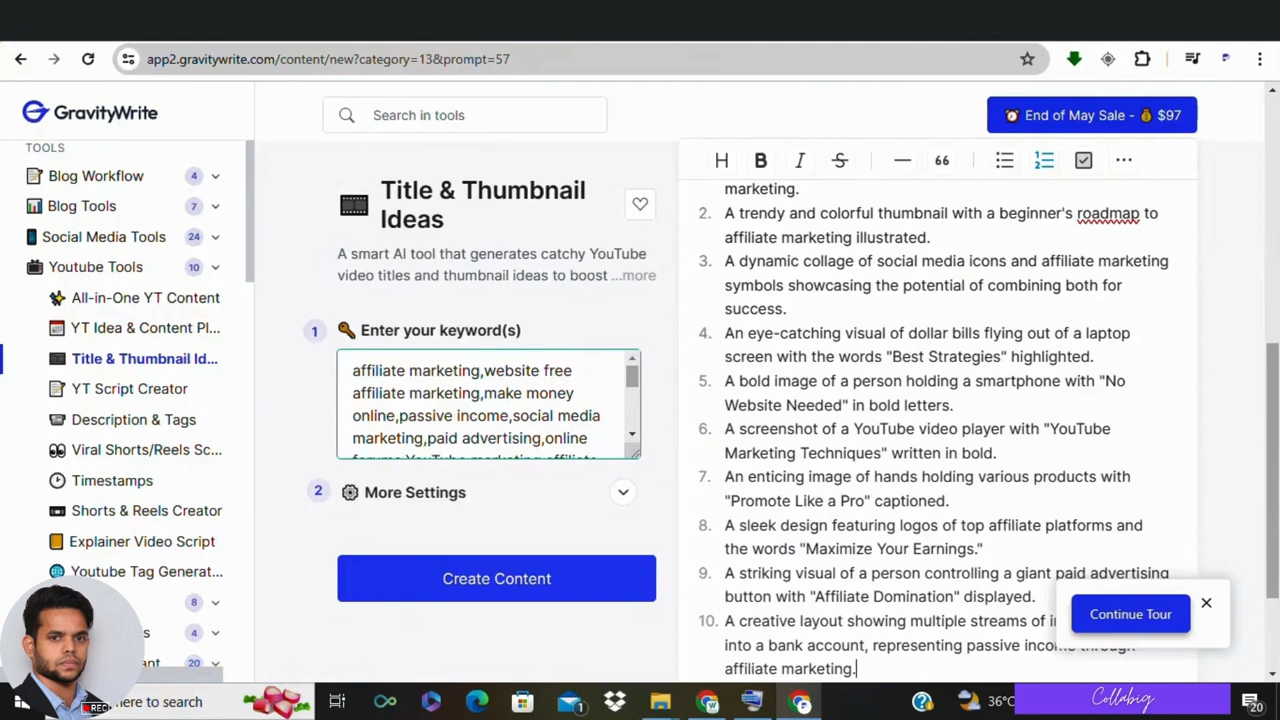 app2.gravitywrite.com/content/new?category=13&prompt=57
GravityWrite
Search in tools
End of May Sale - $97
TOOLS
Blog Workflow 4
Blog Tools 7
Social Media Tools 24
Youtube Tools 10
All-in-One YT Content
YT Idea & Content Pl...
Title & Thumbnail Id...
YT Script Creator
Description & Tags
Viral Shorts/Reels Sc...
Timestamps
Shorts & Reels Creator
Explainer Video Script
Youtube Tag Generat...
8
4
20
Title & Thumbnail
Ideas
A smart AI tool that generates catchy YouTube
video titles and thumbnail ideas to boost ...more
1 Enter your keyword(s)
affiliate marketing,website free
affiliate marketing,make money
online,passive income,social media
marketing,paid advertising,online
forums,YouTube marketing,affiliate
2 More Settings
Create Content
H B I S 66
marketing.
2. A trendy and colorful thumbnail with a beginner's roadmap to
affiliate marketing illustrated.
3. A dynamic collage of social media icons and affiliate marketing
symbols showcasing the potential of combining both for
success.
4. An eye-catching visual of dollar bills flying out of a laptop
screen with the words "Best Strategies" highlighted.
5. A bold image of a person holding a smartphone with "No
Website Needed" in bold letters.
6. A screenshot of a YouTube video player with "YouTube
Marketing Techniques" written in bold.
7. An enticing image of hands holding various products with
"Promote Like a Pro" captioned.
8. A sleek design featuring logos of top affiliate platforms and
the words "Maximize Your Earnings."
9. A striking visual of a person controlling a giant paid advertising
button with "Affiliate Domination" displayed.
10. A creative layout showing multiple streams of
into a bank account, representing passive income through
affiliate marketing.
Continue Tour
REC
here to search
1
36°C
Collabig
20